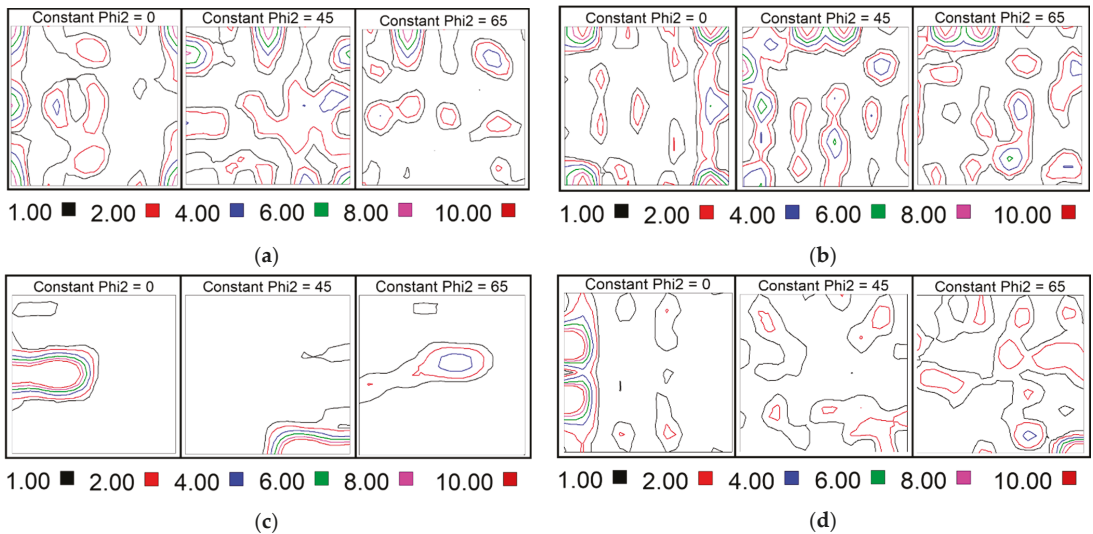 Constant Phi2 = 0 Constant Phi2 = 45 Constant Phi2 = 65
1.00 2.00 4.00 6.00 8.00 10.00
(a)
Constant Phi2 = 0 Constant Phi2 = 45 Constant Phi2 = 65
1.00 2.00 4.00 6.00 8.00 10.00
(b)
Constant Phi2 = 0 Constant Phi2 = 45 Constant Phi2 = 65
1.00 2.00 4.00 6.00 8.00 10.00
(c)
Constant Phi2 = 0 Constant Phi2 = 45 Constant Phi2 = 65
1.00 2.00 4.00 6.00 8.00 10.00
(d)